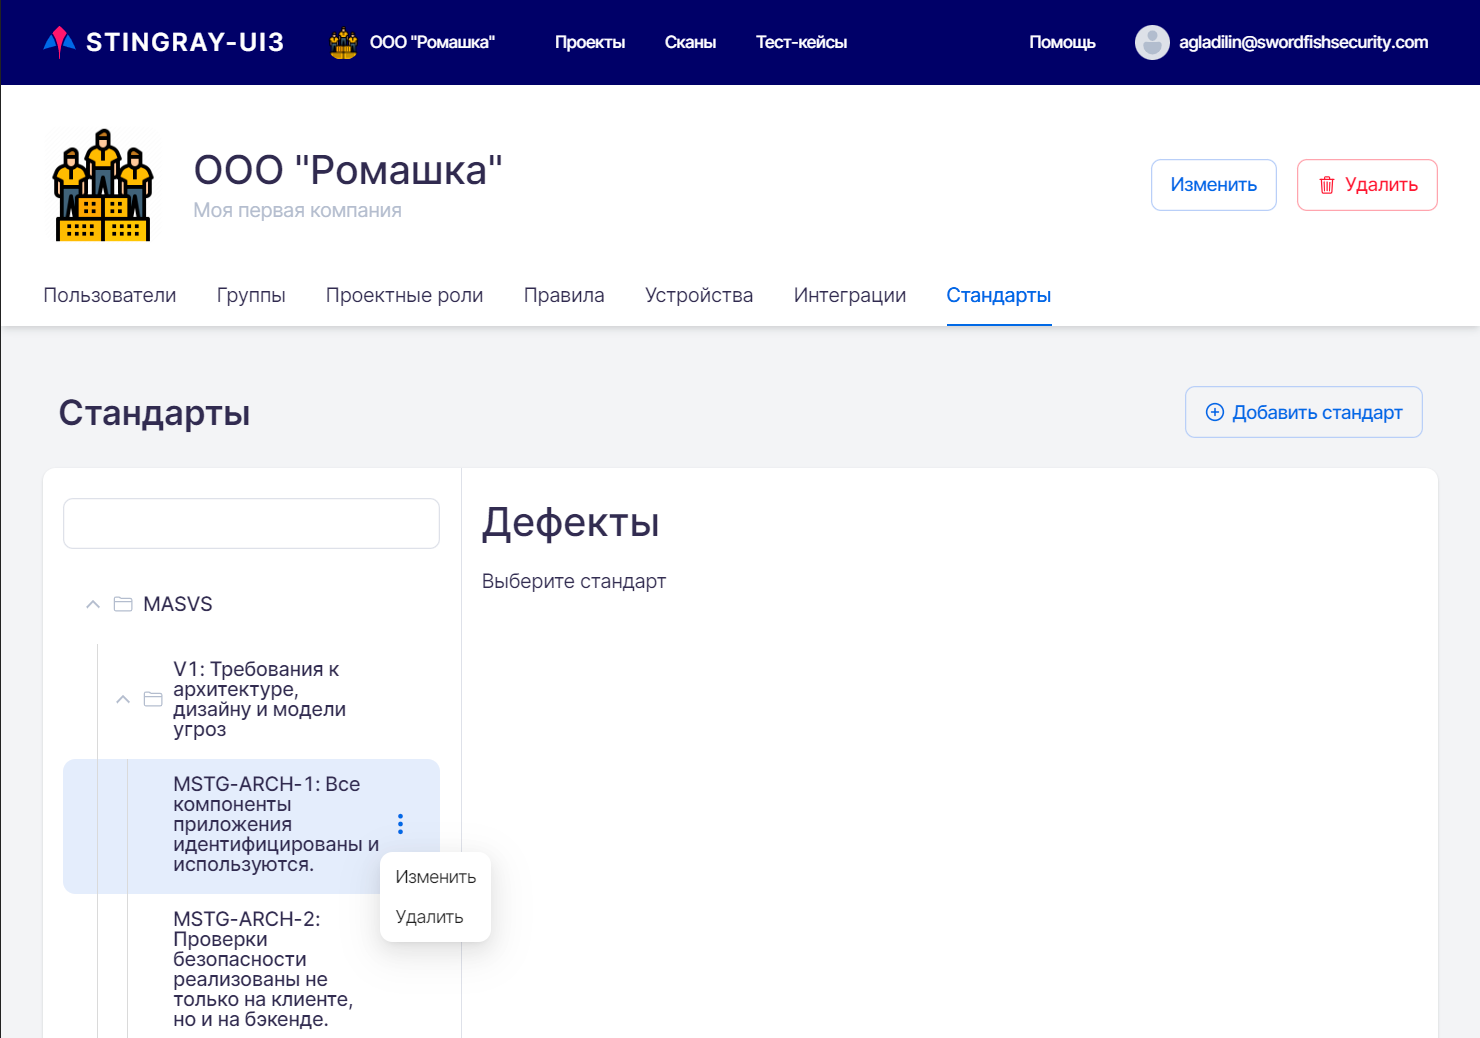 STINGRAY-UI3
ООО "Ромашка"
Проекты
Сканы
Тест-кейсы
Помощь
agladilin@swordfishsecurity.com
ООО "Ромашка"
Моя первая компания
Изменить
Удалить
Пользователи
Группы
Проектные роли
Правила
Устройства
Интеграции
Стандарты
Стандарты
Добавить стандарт
MASVS
V1: Требования к
архитектуре,
дизайну и модели
угроз
MSTG-ARCH-1: Все
компоненты
приложения
идентифицированы и
используются.
Изменить
Удалить
MSTG-ARCH-2:
Проверки
безопасности
реализованы не
только на клиенте,
но и на бэкенде.
Дефекты
Выберите стандарт